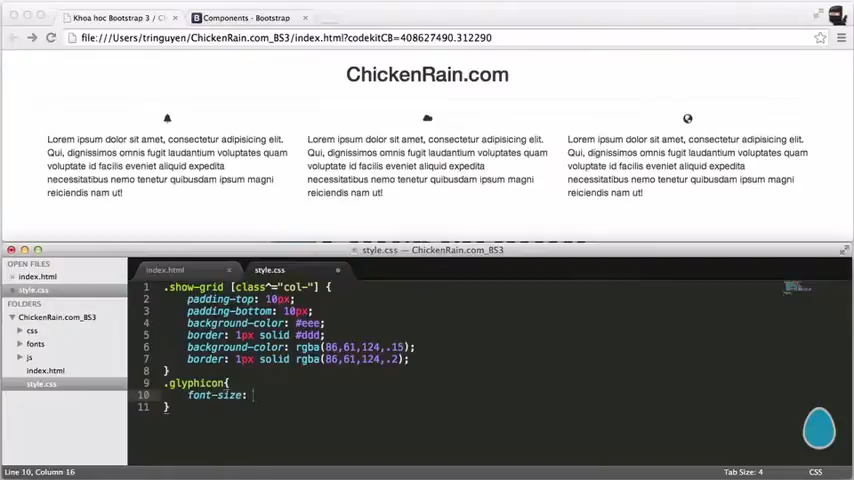 Khoa hoc Bootstrap 3 / Cl
Components - Bootstrap
file:///Users/tringuyen/ChickenRain.com_BS3/index.html?codekitCB=408627490.312290
ChickenRain.com
Lorem ipsum dolor sit amet, consectetur adipisicing elit.
Qui, dignissimos omnis fugit laudantium voluptates quam
voluptatem id facilis eveniet aliquid expedita
necessitatibus nemo tenetur quibusdam ipsum magni
reiciendis nam ut!
Lorem ipsum dolor sit amet, consectetur adipisicing elit.
Qui, dignissimos omnis fugit laudantium voluptates quam
voluptatem id facilis eveniet aliquid expedita
necessitatibus nemo tenetur quibusdam ipsum magni
reiciendis nam ut!
Lorem ipsum dolor sit amet, consectetur adipisicing elit.
Qui, dignissimos omnis fugit laudantium voluptates quam
voluptatem id facilis eveniet aliquid expedita
necessitatibus nemo tenetur quibusdam ipsum magni
reiciendis nam ut!
style.css — ChickenRain.com_BS3
OPEN FILES
index.html
style.css
FOLDERS
ChickenRain.com_BS3
css
fonts
js
index.html
style.css
index.html
style.css
1 .show-grid [class^="col-"] {
2 padding-top: 10px;
3 padding-bottom: 10px;
4 background-color: #eee;
5 border: 1px solid #ddd;
6 background-color: rgba(86,61,124,.15);
7 border: 1px solid rgba(86,61,124,.2);
8 }
9 .glyphicon{
10 font-size:
11 }
Line 10, Column 16
Tab Size: 4
CSS